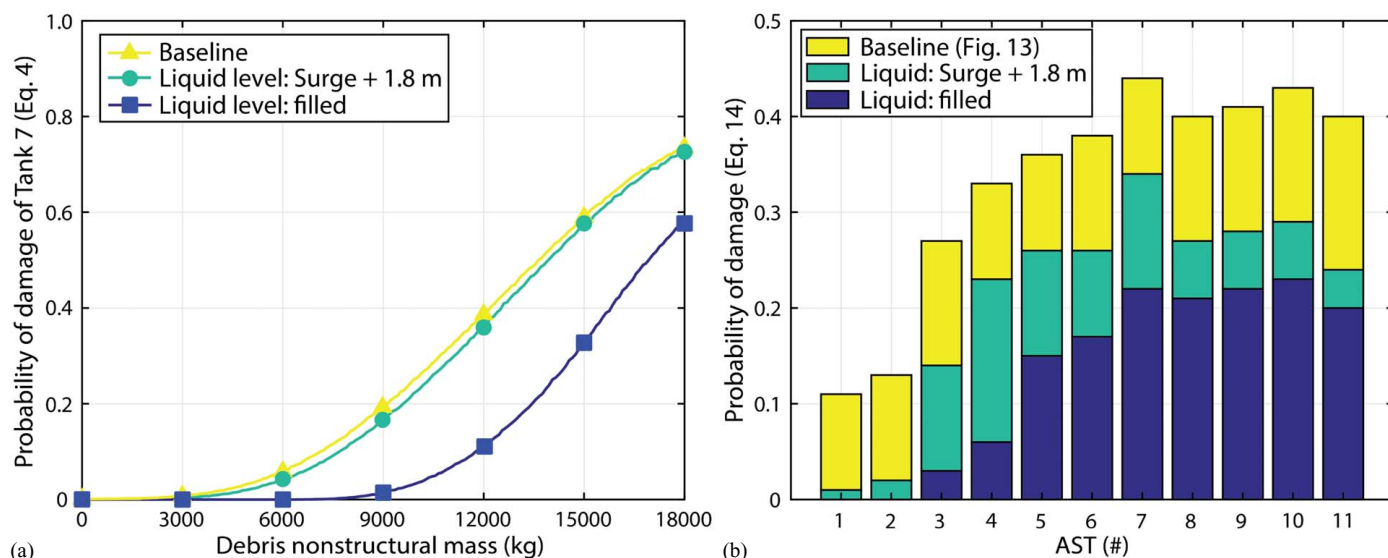 Probability of damage of Tank 7 (Eq. 4)
1.0
0.8
0.6
0.4
0.2
0
Baseline
Liquid level: Surge + 1.8 m
Liquid level: filled
0 3000 6000 9000 12000 15000 18000
Debris nonstructural mass (kg)
(a)
Probability of damage (Eq. 14)
0.5
0.4
0.3
0.2
0.1
0
Baseline (Fig. 13)
Liquid: Surge + 1.8 m
Liquid: filled
1 2 3 4 5 6 7 8 9 10 11
AST (#)
(b)